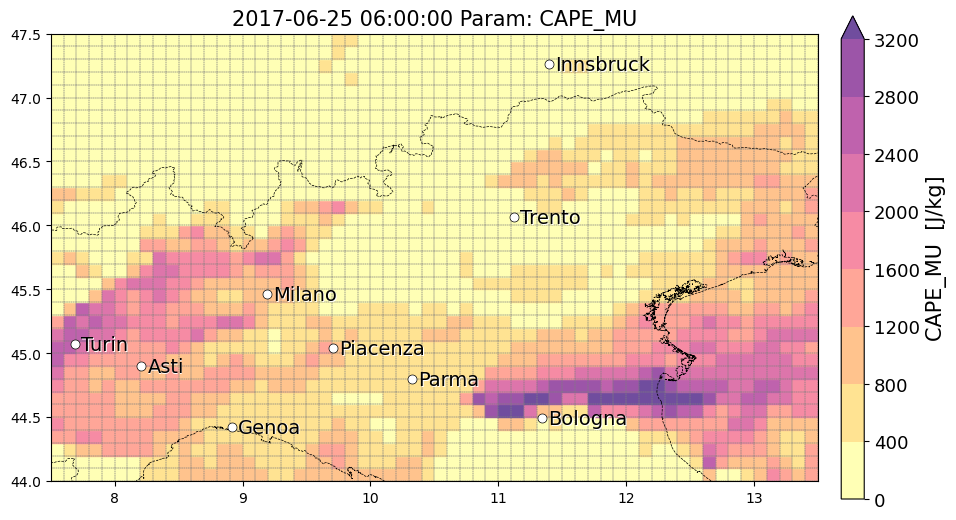 2017-06-25 06:00:00 Param: CAPE_MU
47.5
47.0
46.5
46.0
45.5
45.0
44.5
44.0
8
9
10
11
12
13
Innsbruck
Trento
Milano
Turin
Piacenza
Asti
Parma
Bologna
Genoa
3200
2800
2400
2000
1600
1200
800
400
0
CAPE_MU [J/kg]